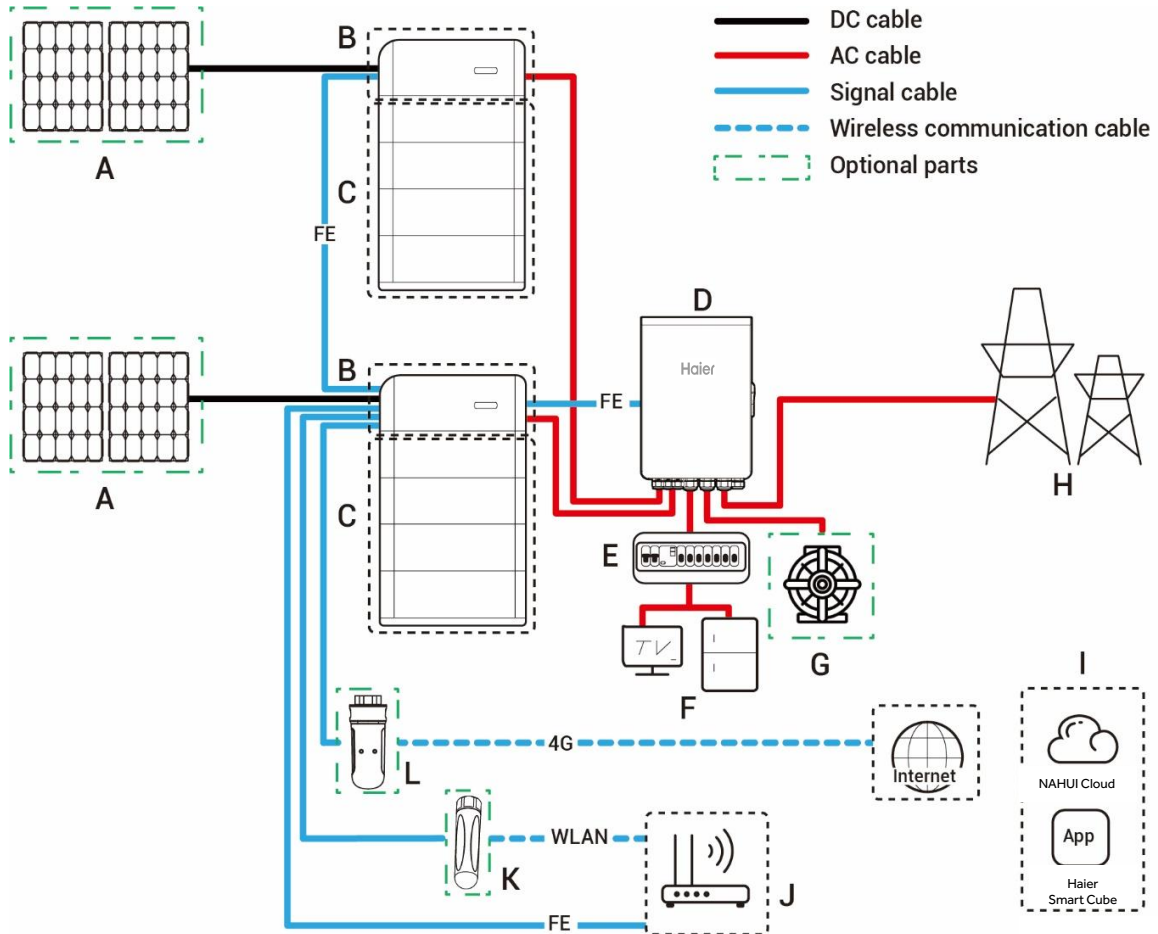 DC cable
AC cable
Signal cable
Wireless communication cable
Optional parts
A
B
C
FE
A
B
C
FE
D
Haier
H
E
TV
F
G
L
4G
Internet
K
WLAN
J
FE
I
NAHUI Cloud
App
Haier
Smart Cube